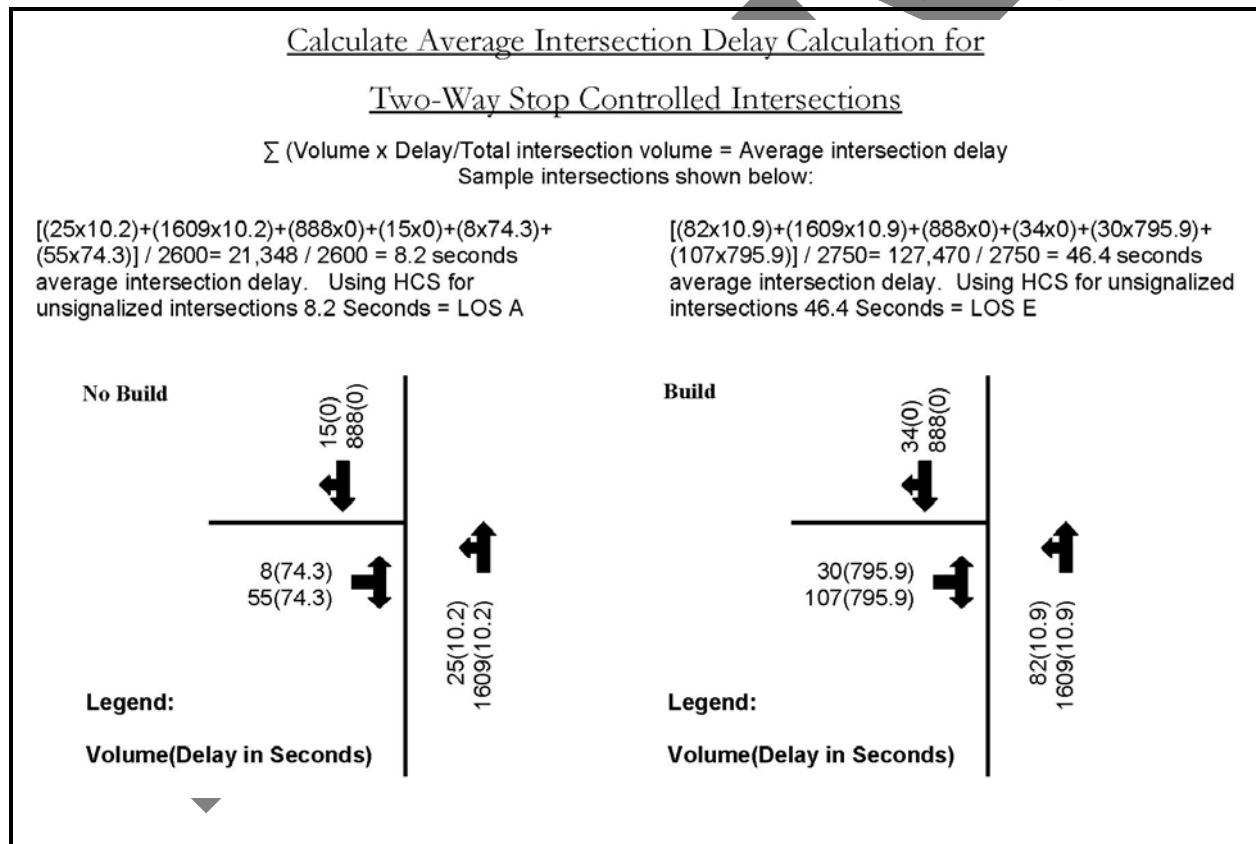 Calculate Average Intersection Delay Calculation for
Two-Way Stop Controlled Intersections
∑ (Volume x Delay/Total intersection volume = Average intersection delay
Sample intersections shown below:
[(25x10.2)+(1609x10.2)+(888x0)+(15x0)+(8x74.3)+
(55x74.3)] / 2600= 21,348 / 2600 = 8.2 seconds
average intersection delay. Using HCS for
unsignalized intersections 8.2 Seconds = LOS A
[(82x10.9)+(1609x10.9)+(888x0)+(34x0)+(30x795.9)+
(107x795.9)] / 2750= 127,470 / 2750 = 46.4 seconds
average intersection delay. Using HCS for unsignalized
intersections 46.4 Seconds = LOS E
No Build
15(0)
888(0)
8(74.3)
55(74.3)
25(10.2)
1609(10.2)
Legend:
Volume(Delay in Seconds)
Build
34(0)
888(0)
30(795.9)
107(795.9)
82(10.9)
1609(10.9)
Legend:
Volume(Delay in Seconds)